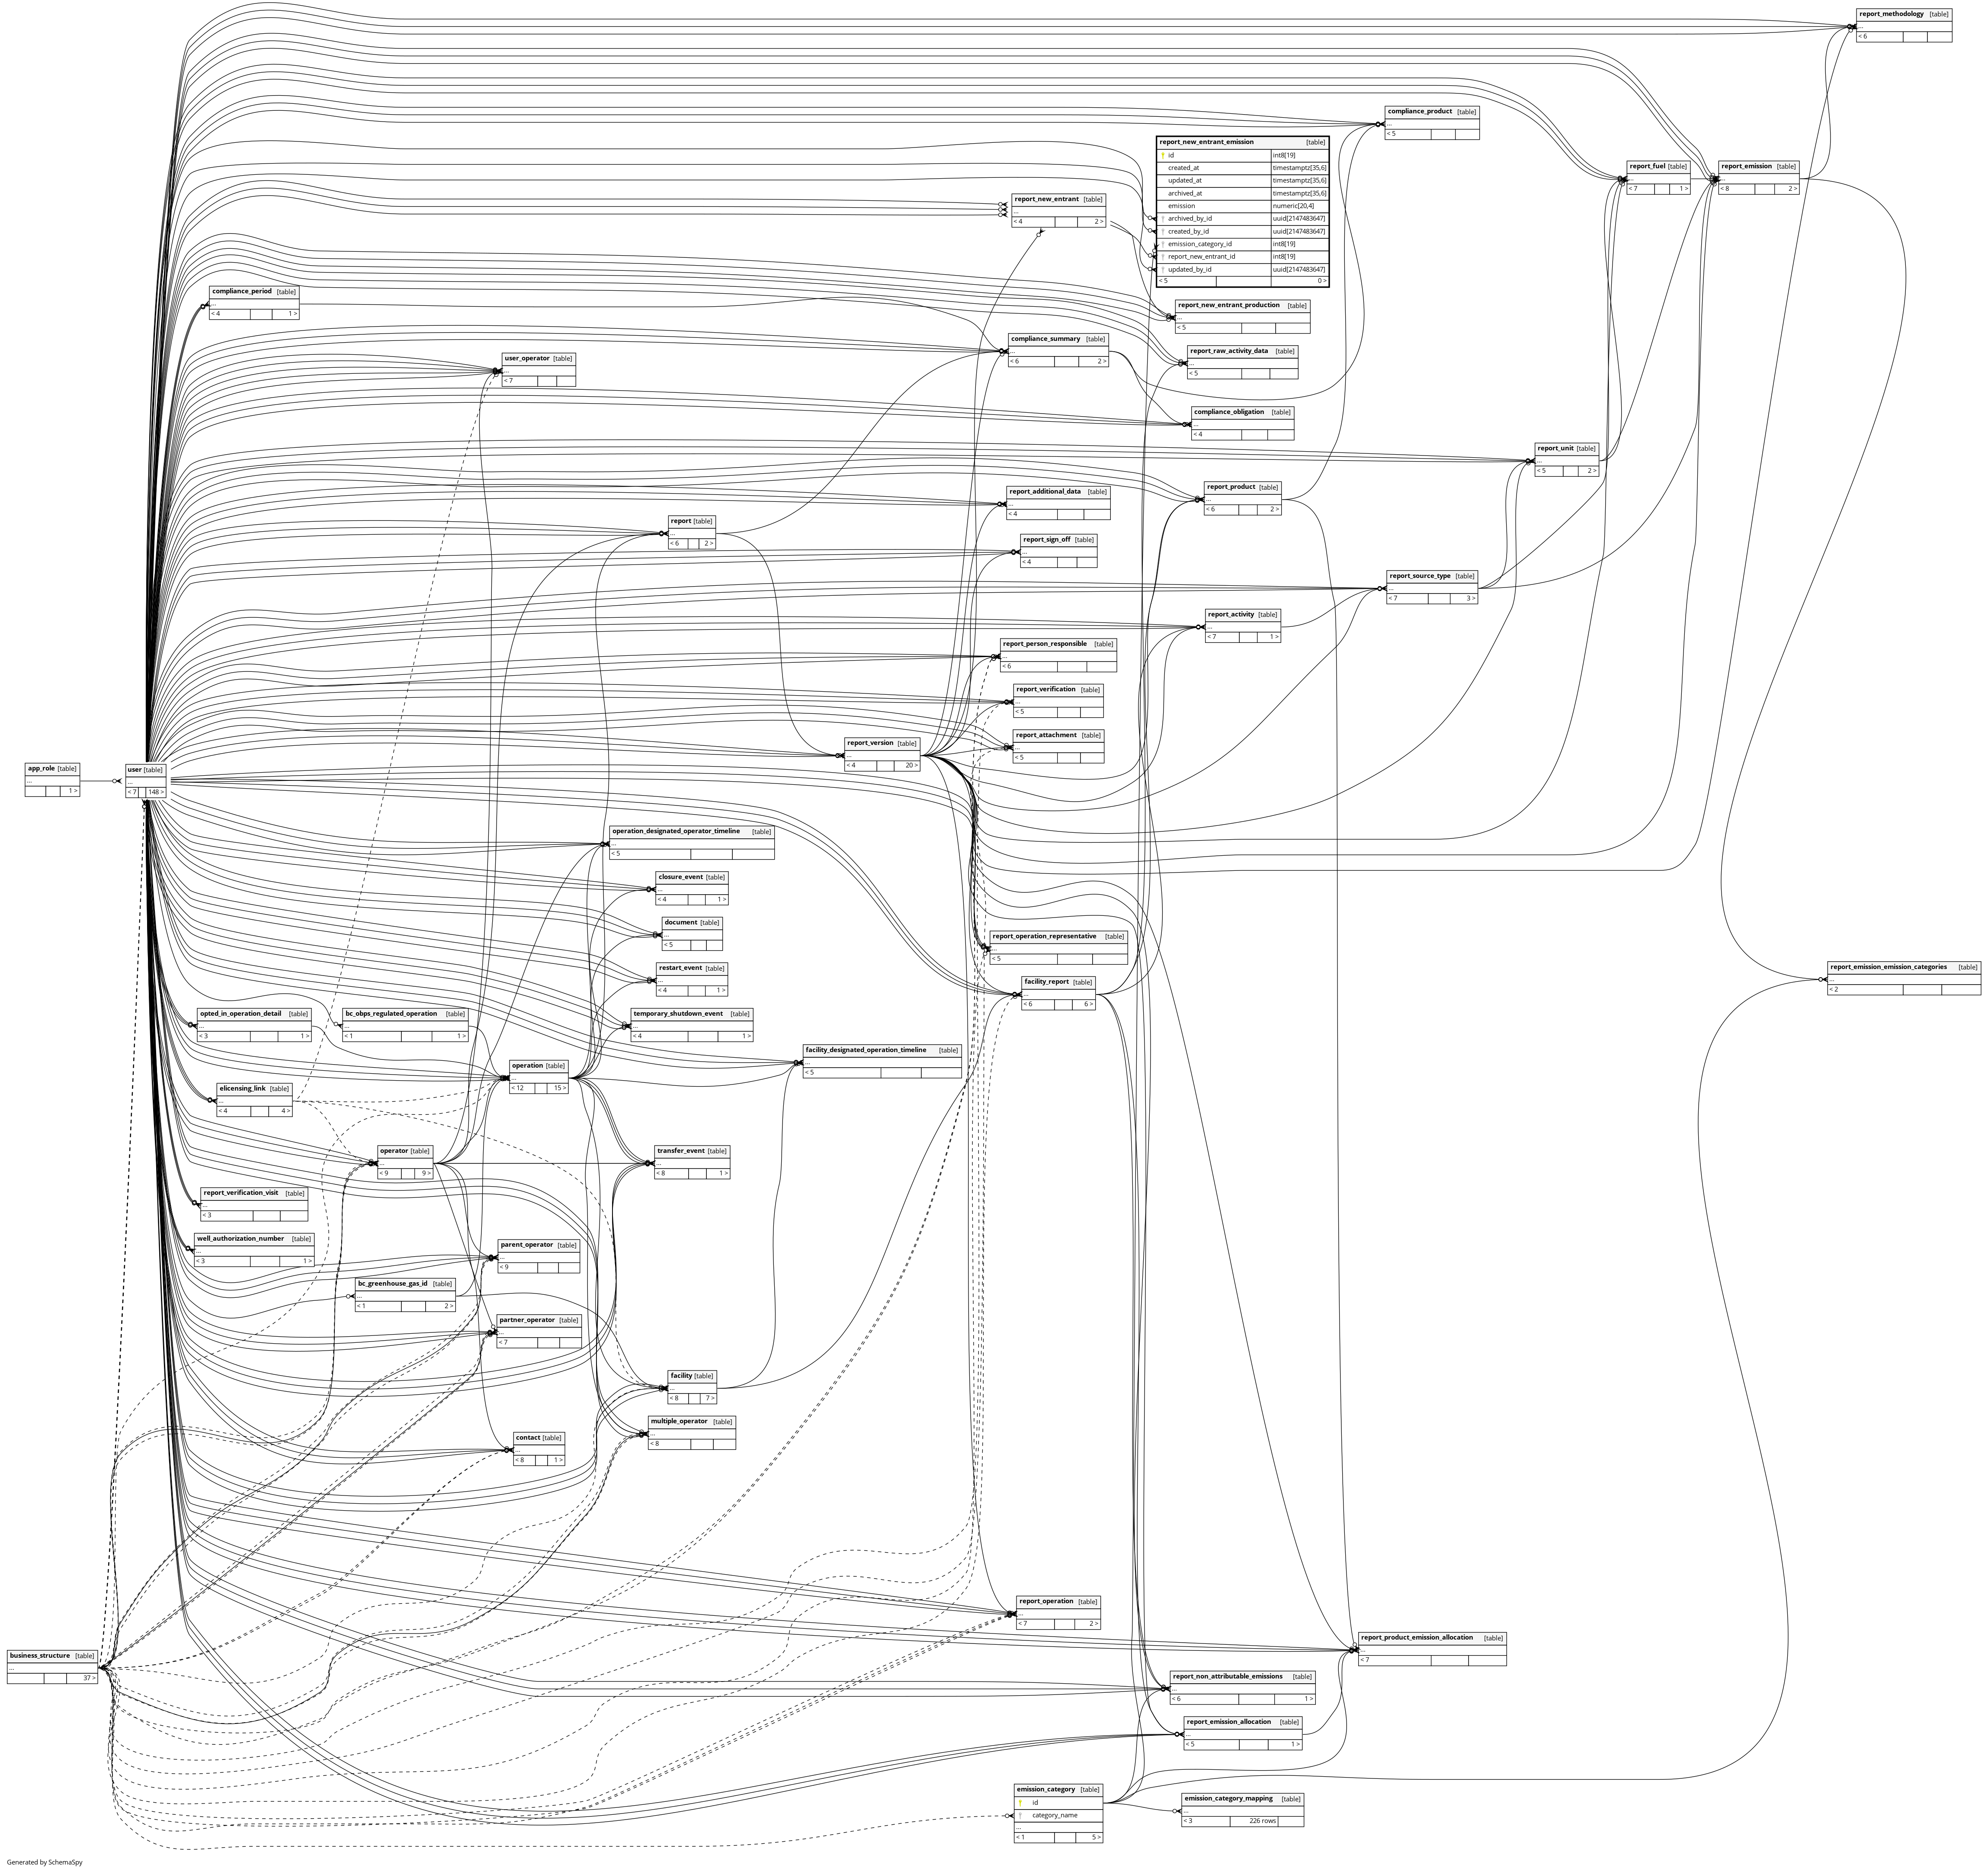 report_methodology [table]
...
< 6
compliance_product [table]
...
< 5
report_new_entrant_emission [table]
id int8[19]
created_at timestamptz[35,6]
updated_at timestamptz[35,6]
archived_at timestamptz[35,6]
emission numeric[20,4]
archived_by_id uuid[2147483647]
created_by_id uuid[2147483647]
emission_category_id int8[19]
report_new_entrant_id int8[19]
updated_by_id uuid[2147483647]
< 5 0 >
report_fuel [table]
...
< 7 1 >
report_emission [table]
...
< 8 2 >
report_new_entrant [table]
...
< 4 2 >
compliance_period [table]
...
< 4 1 >
report_new_entrant_production [table]
...
< 5
compliance_summary [table]
...
< 6 2 >
report_raw_activity_data [table]
...
< 5
user_operator [table]
...
< 7
compliance_obligation [table]
...
< 4
report_unit [table]
...
< 5 2 >
report_product [table]
...
< 6 2 >
report_additional_data [table]
...
< 4
report [table]
...
< 6 2 >
report_sign_off [table]
...
< 4
report_source_type [table]
...
< 7 3 >
report_activity [table]
...
< 7 1 >
report_person_responsible [table]
...
< 6
report_verification [table]
...
< 5
report_attachment [table]
...
< 5
report_version [table]
...
< 4 20 >
app_role [table]
...
1 >
user [table]
...
< 7 148 >
operation_designated_operator_timeline [table]
...
< 5
closure_event [table]
...
< 4 1 >
document [table]
...
< 5
report_operation_representative [table]
...
< 5
restart_event [table]
...
< 4 1 >
report_emission_emission_categories [table]
...
< 2
facility_report [table]
...
< 6 6 >
opted_in_operation_detail [table]
...
< 3 1 >
bc_obps_regulated_operation [table]
...
< 1 1 >
temporary_shutdown_event [table]
...
< 4 1 >
facility_designated_operation_timeline [table]
...
< 5
operation [table]
...
< 12 15 >
elicensing_link [table]
...
< 4 4 >
operator [table]
...
< 9 9 >
transfer_event [table]
...
< 8 1 >
report_verification_visit [table]
...
< 3
well_authorization_number [table]
...
< 3 1 >
parent_operator [table]
...
< 9
bc_greenhouse_gas_id [table]
...
< 1 2 >
partner_operator [table]
...
< 7
facility [table]
...
< 8 7 >
multiple_operator [table]
...
< 8
contact [table]
...
< 8 1 >
report_operation [table]
...
< 7 2 >
report_product_emission_allocation [table]
...
< 7
business_structure [table]
...
37 >
report_non_attributable_emissions [table]
...
< 6 1 >
report_emission_allocation [table]
...
< 5 1 >
emission_category [table]
id
category_name
...
< 1 5 >
emission_category_mapping [table]
...
< 3 226 rows
Generated by SchemaSpy